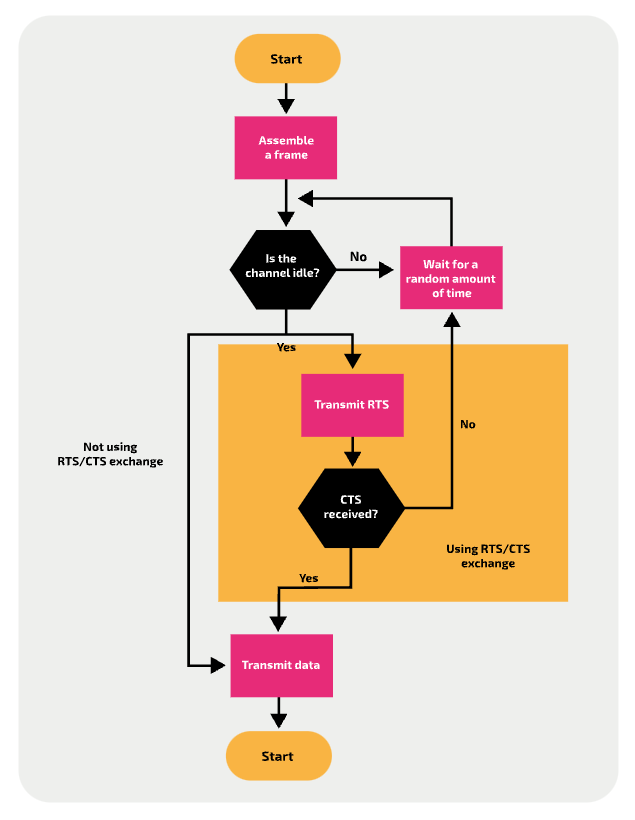 Start
Assemble
a frame
Is the
channel idle?
No
Wait for a
random amount
of time
Yes
Transmit RTS
No
Not using
RTS/CTS exchange
CTS
received?
Using RTS/CTS
exchange
Yes
Transmit data
Start